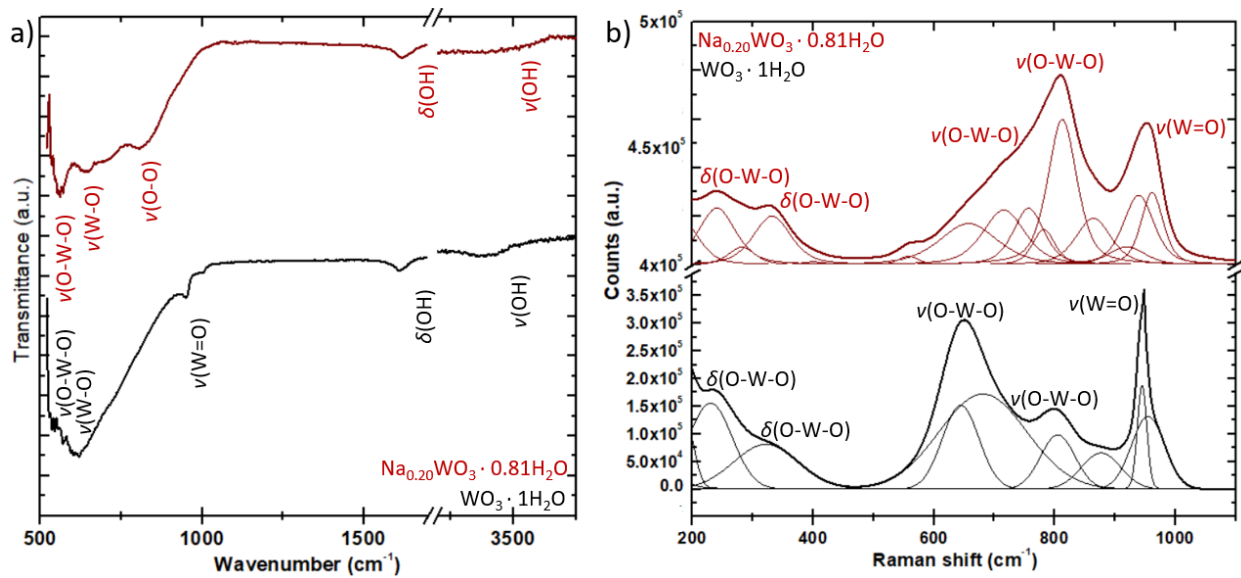 a)
Transmittance (a.u.)
ν(O-W-O)
ν(W-O)
ν(O-O)
δ(OH)
ν(OH)
ν(O-W-O)
ν(W-O)
ν(W=O)
δ(OH)
ν(OH)
Na0.20WO3 · 0.81H2O
WO3 · 1H2O
500
1000
1500
3500
Wavenumber (cm-1)
b)
Na0.20WO3 · 0.81H2O
WO3 · 1H2O
Counts (a.u.)
5x10^5
4.5x10^5
4x10^5
3.5x10^5
3.0x10^5
2.5x10^5
2.0x10^5
1.5x10^5
1.0x10^5
5.0x10^4
0.0
δ(O-W-O)
δ(O-W-O)
ν(O-W-O)
ν(O-W-O)
ν(W=O)
δ(O-W-O)
δ(O-W-O)
ν(O-W-O)
ν(O-W-O)
ν(W=O)
200
400
600
800
1000
Raman shift (cm-1)